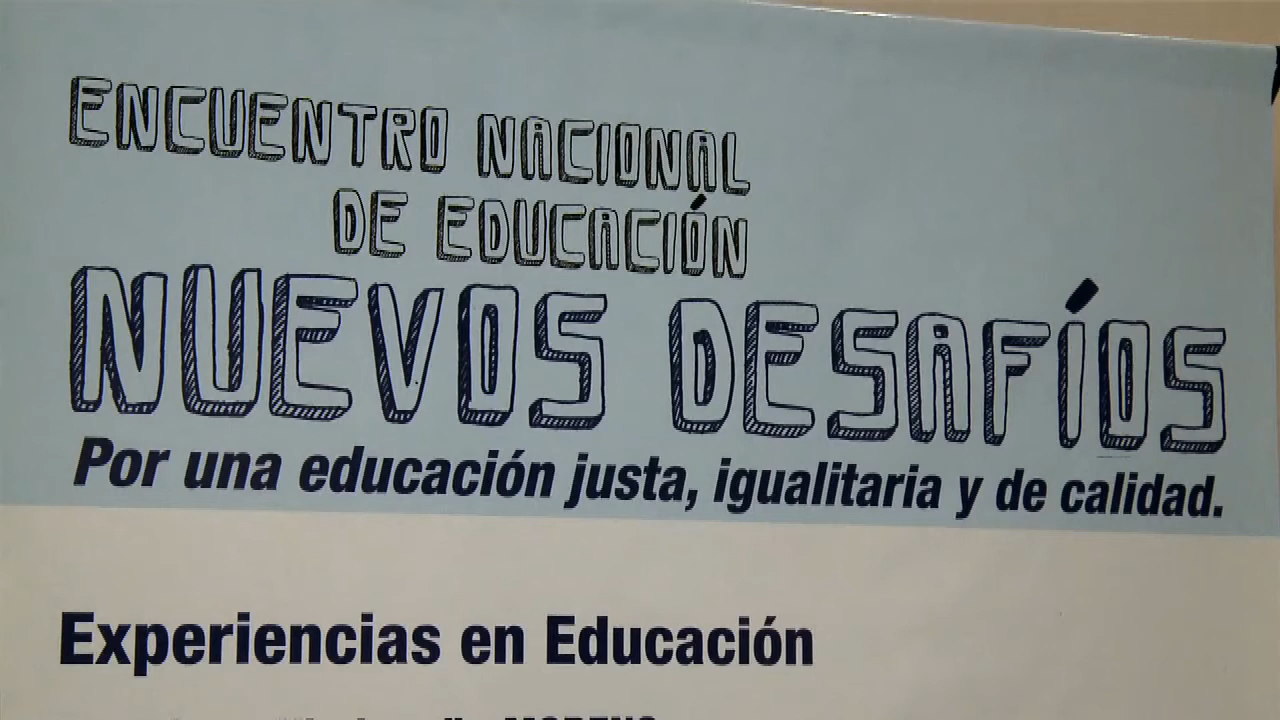 ENCUENTRO NACIONAL
DE EDUCACIÓN
NUEVOS DESAFÍOS
Por una educación justa, igualitaria y de calidad.
Experiencias en Educación